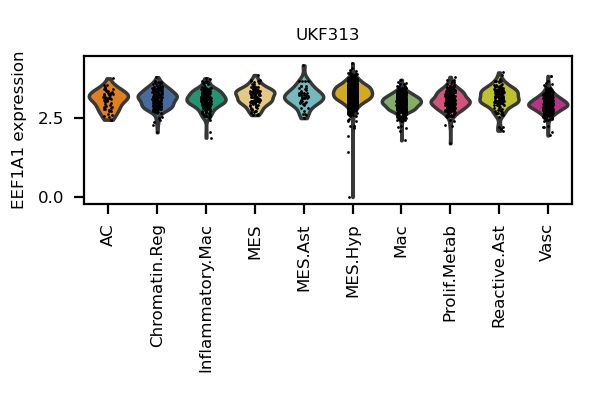 UKF313
EEF1A1 expression
2.5
0.0
AC
Chromatin.Reg
Inflammatory.Mac
MES
MES.Ast
MES.Hyp
Mac
Prolif.Metab
Reactive.Ast
Vasc